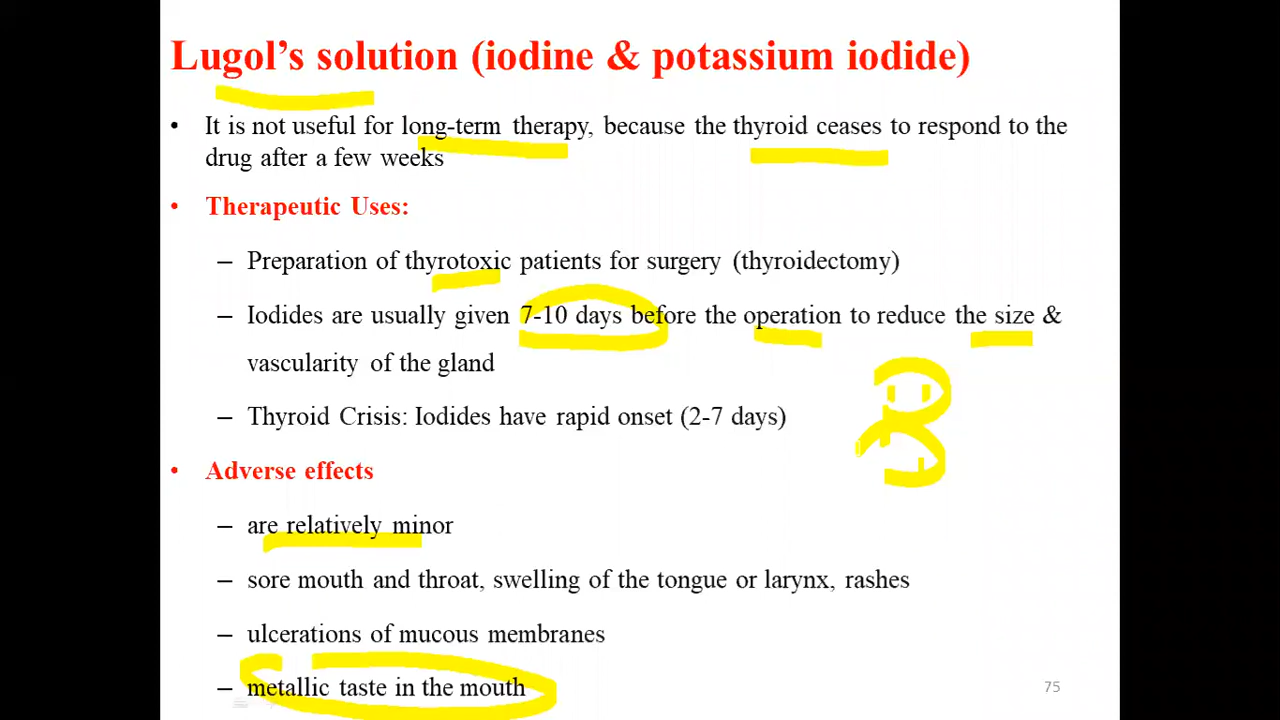 Lugol’s solution (iodine & potassium iodide)
• It is not useful for long-term therapy, because the thyroid ceases to respond to the
drug after a few weeks
• Therapeutic Uses:
– Preparation of thyrotoxic patients for surgery (thyroidectomy)
– Iodides are usually given 7-10 days before the operation to reduce the size &
vascularity of the gland
– Thyroid Crisis: Iodides have rapid onset (2-7 days)
• Adverse effects
– are relatively minor
– sore mouth and throat, swelling of the tongue or larynx, rashes
– ulcerations of mucous membranes
– metallic taste in the mouth
75